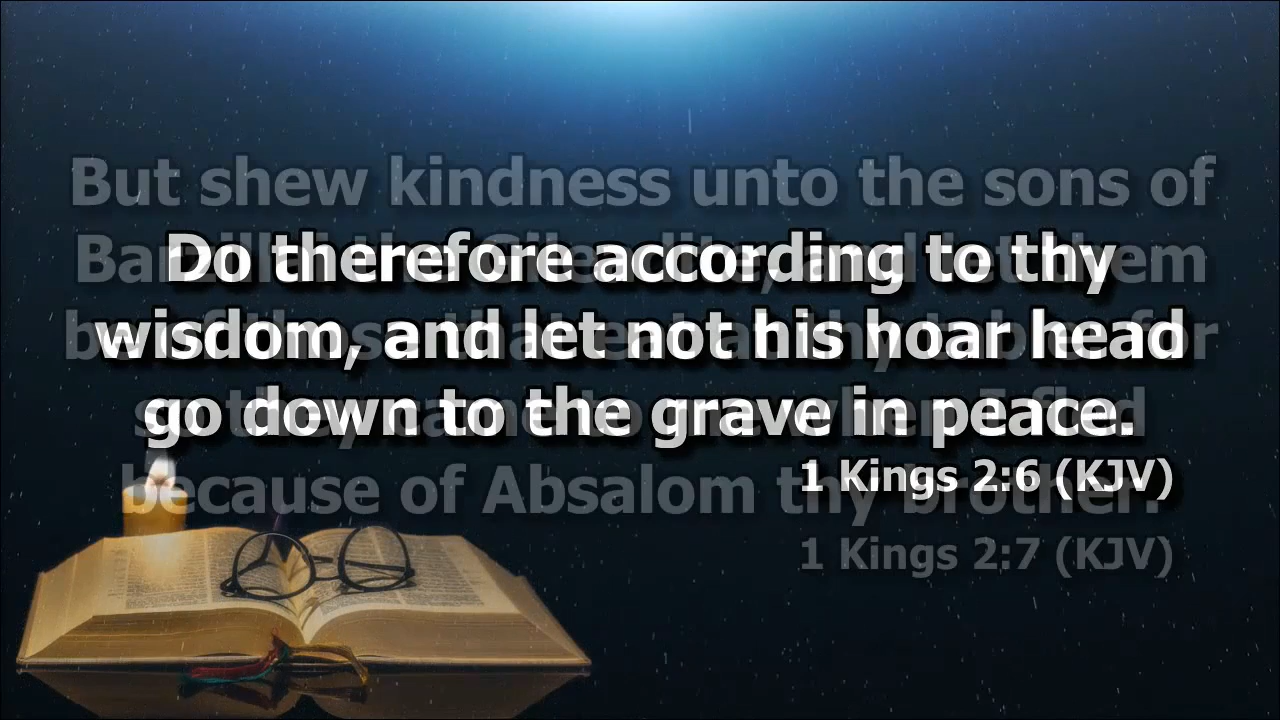 Do therefore according to thy
wisdom, and let not his hoar head
go down to the grave in peace.
1 Kings 2:6 (KJV)
But shew kindness unto the sons of
Barzillai the Gileadite, and let them
be of those that eat at thy table: for
so they came to me when I fled
because of Absalom thy brother.
1 Kings 2:7 (KJV)